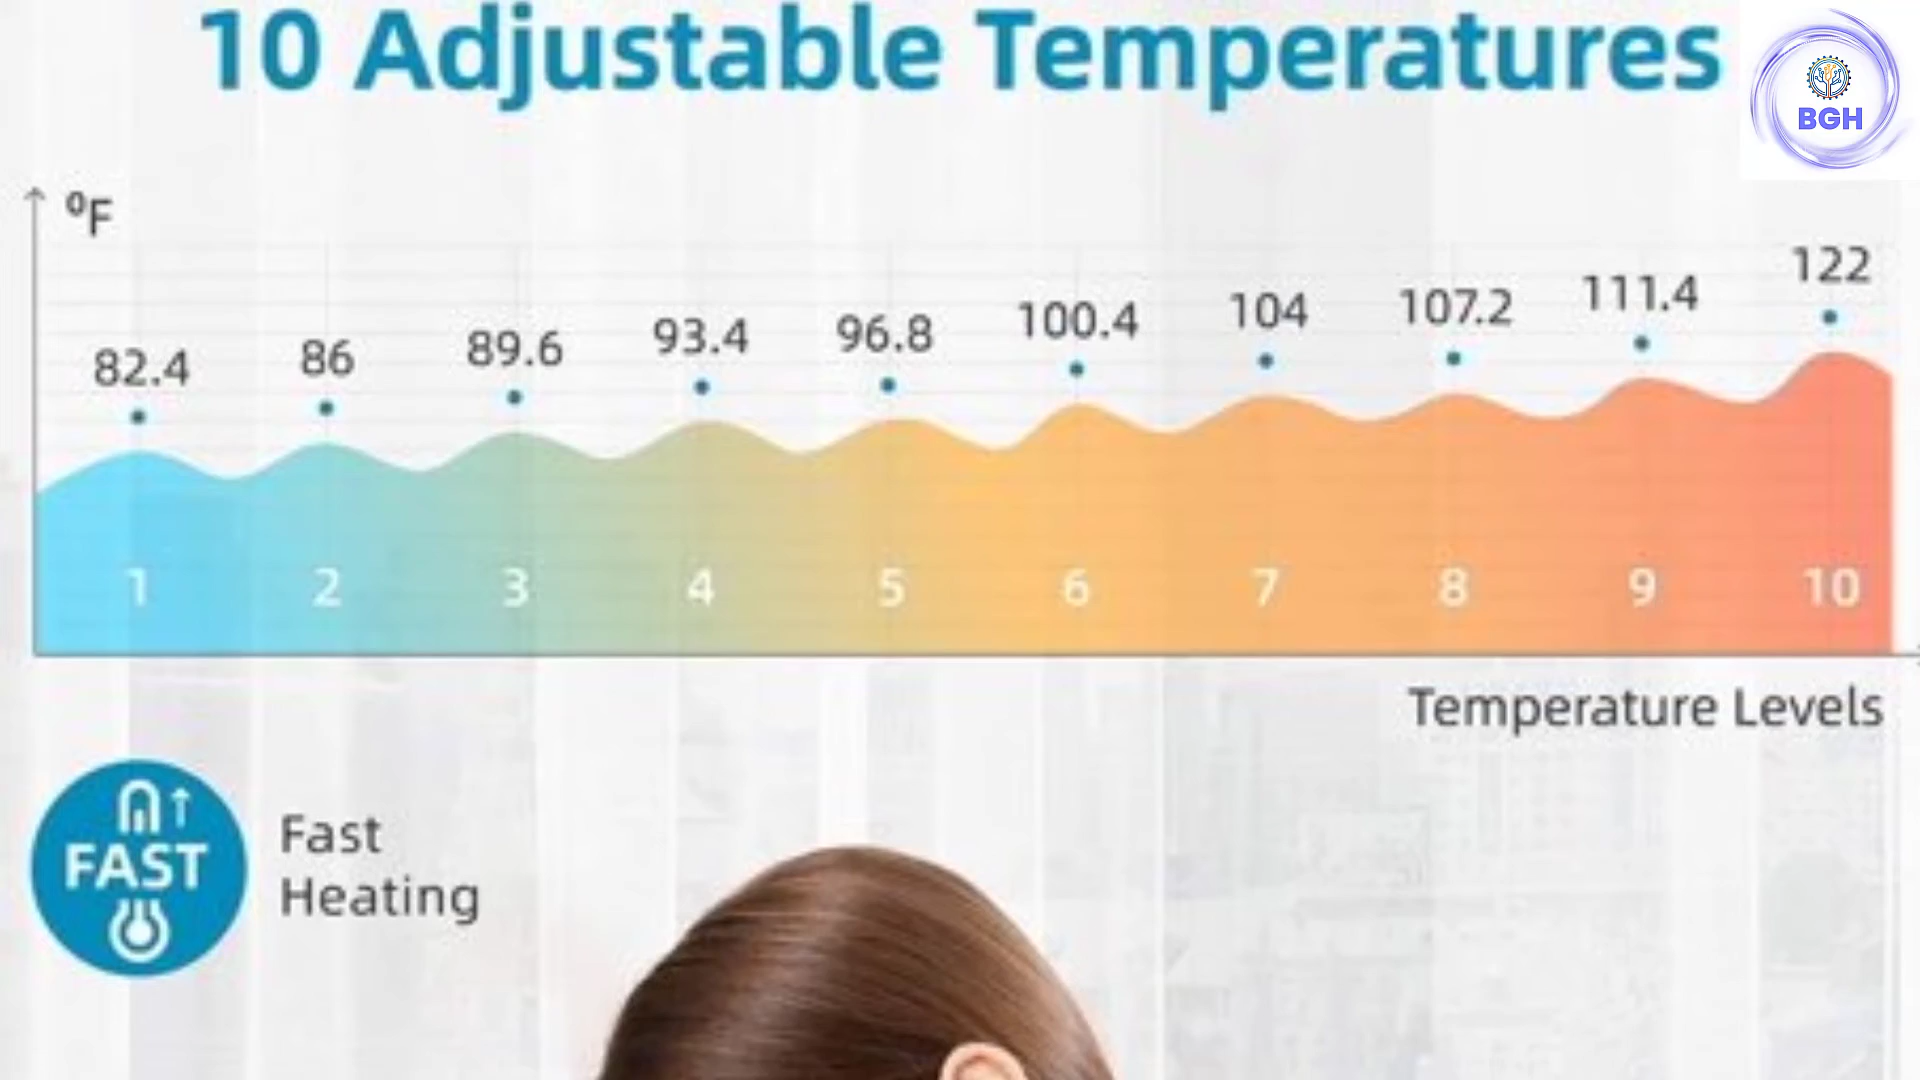 10 Adjustable Temperatures
BGH
⁰F
82.4 86 89.6 93.4 96.8 100.4 104 107.2 111.4 122
1 2 3 4 5 6 7 8 9 10
Temperature Levels
FAST
Fast
Heating